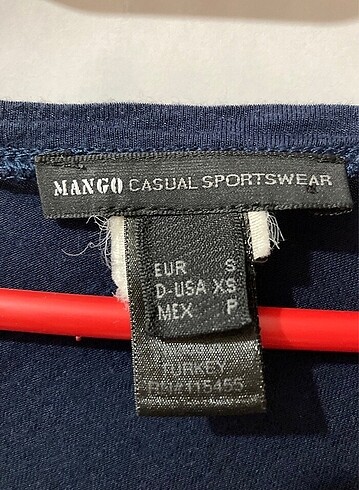 MANGO CASUAL SPORTSWEAR
EUR S
D-USA XS
MEX P
TURKEY